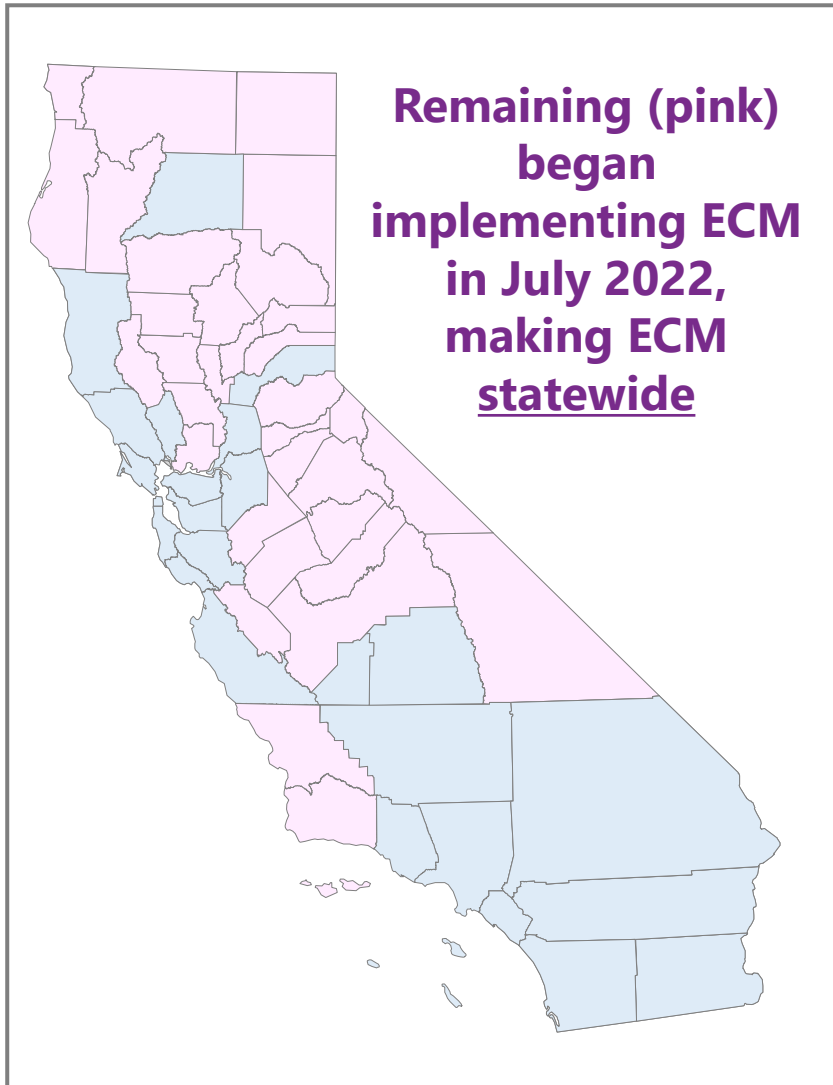 Remaining (pink)
began
implementing ECM
in July 2022,
making ECM
statewide